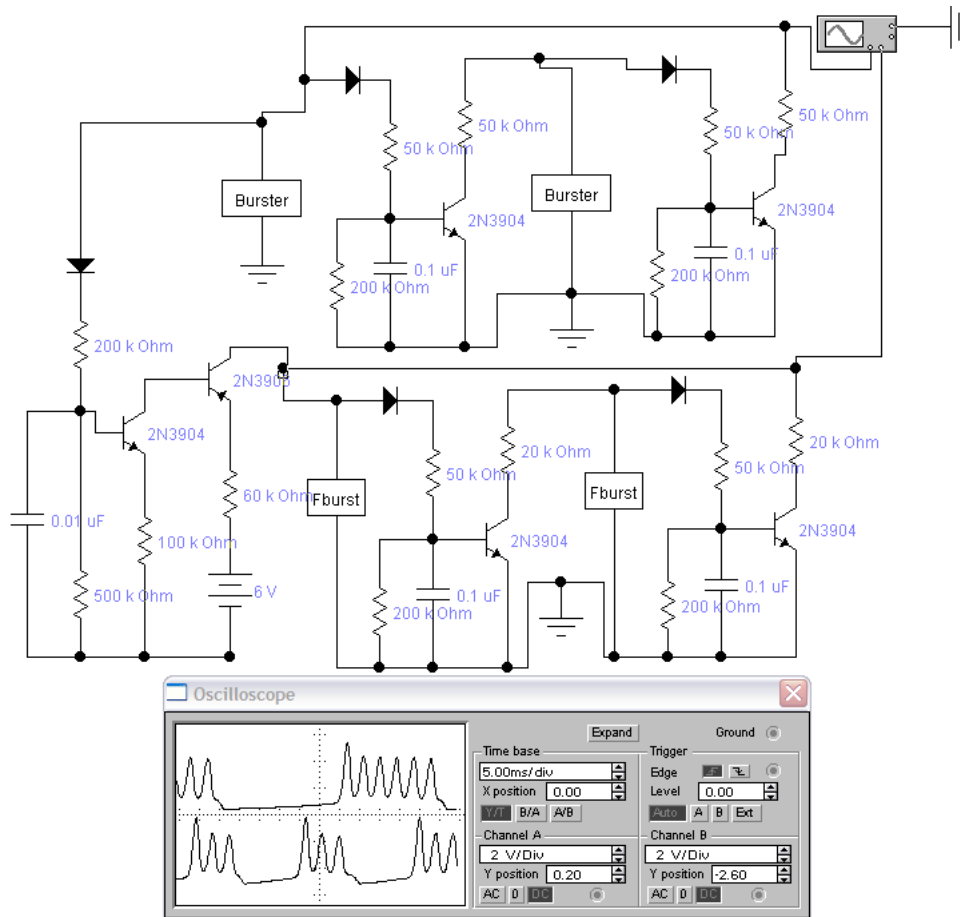 50 k Ohm
50 k Ohm
50 k Ohm
50 k Ohm
Burster
Burster
2N3904
2N3904
0.1 uF
0.1 uF
200 k Ohm
200 k Ohm
200 k Ohm
2N3904
20 k Ohm
20 k Ohm
50 k Ohm
50 k Ohm
60 k Ohm
Fburst
Fburst
0.01 uF
100 k Ohm
2N3904
2N3904
500 k Ohm
6 V
0.1 uF
0.1 uF
200 k Ohm
200 k Ohm
Oscilloscope
Expand
Ground
Time base
Trigger
5.00ms/div
Edge
X position 0.00
Level 0.00
Y/T B/A A/B
Auto A B Ext
Channel A
Channel B
2 V/Div
2 V/Div
Y position 0.20
Y position -2.60
AC 0 DC
AC 0 DC